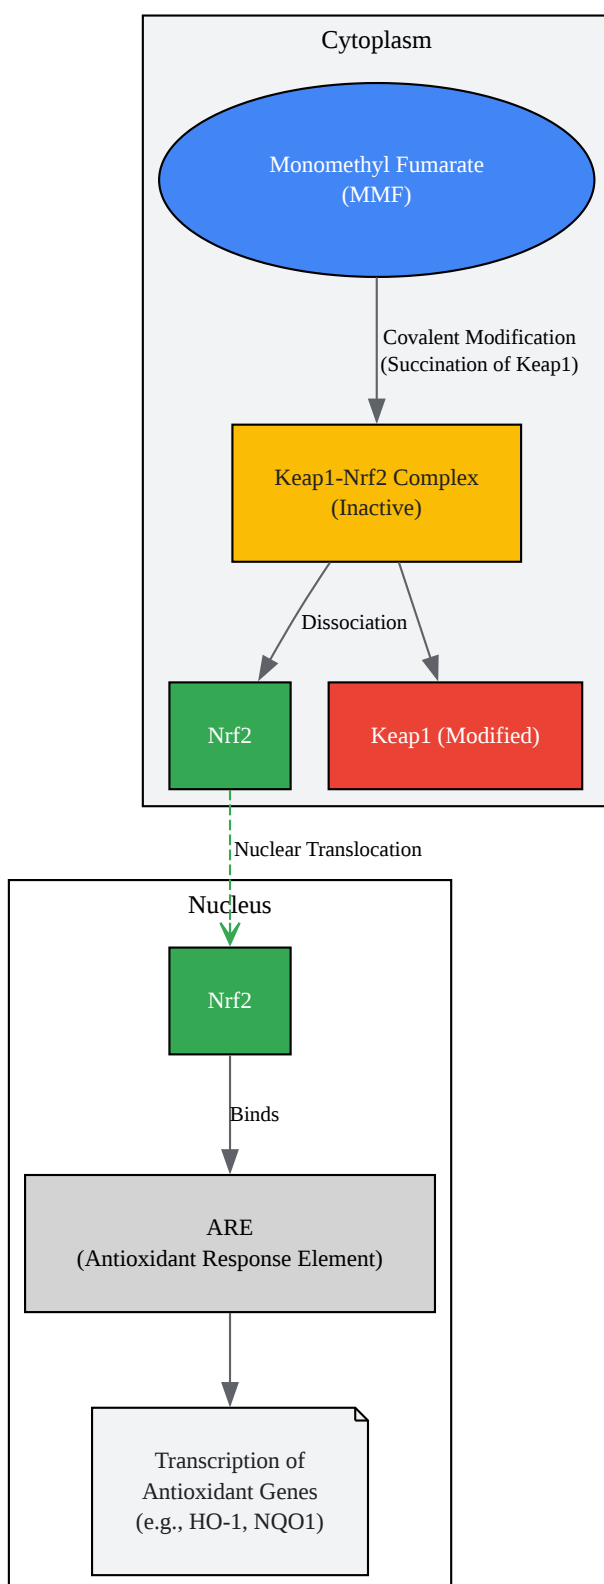 Cytoplasm
Monomethyl Fumarate
(MMF)
Covalent Modification
(Succination of Keap1)
Keap1-Nrf2 Complex
(Inactive)
Dissociation
Nrf2
Keap1 (Modified)
Nuclear Translocation
Nucleus
Nrf2
Binds
ARE
(Antioxidant Response Element)
Transcription of
Antioxidant Genes
(e.g., HO-1, NQO1)